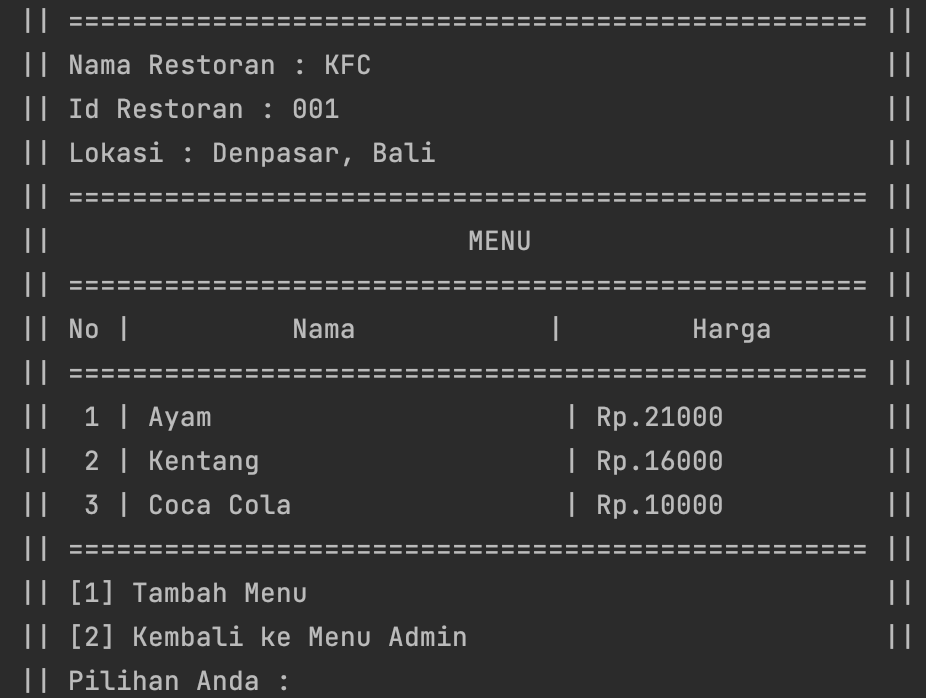 || ================================================== ||
|| Nama Restoran : KFC                                ||
|| Id Restoran : 001                                  ||
|| Lokasi : Denpasar, Bali                            ||
|| ================================================== ||
||                          MENU                      ||
|| ================================================== ||
|| No |          Nama            |        Harga       ||
|| ================================================== ||
||  1 | Ayam                      | Rp.21000          ||
||  2 | Kentang                   | Rp.16000          ||
||  3 | Coca Cola                 | Rp.10000          ||
|| ================================================== ||
|| [1] Tambah Menu                                    ||
|| [2] Kembali ke Menu Admin                          ||
|| Pilihan Anda :